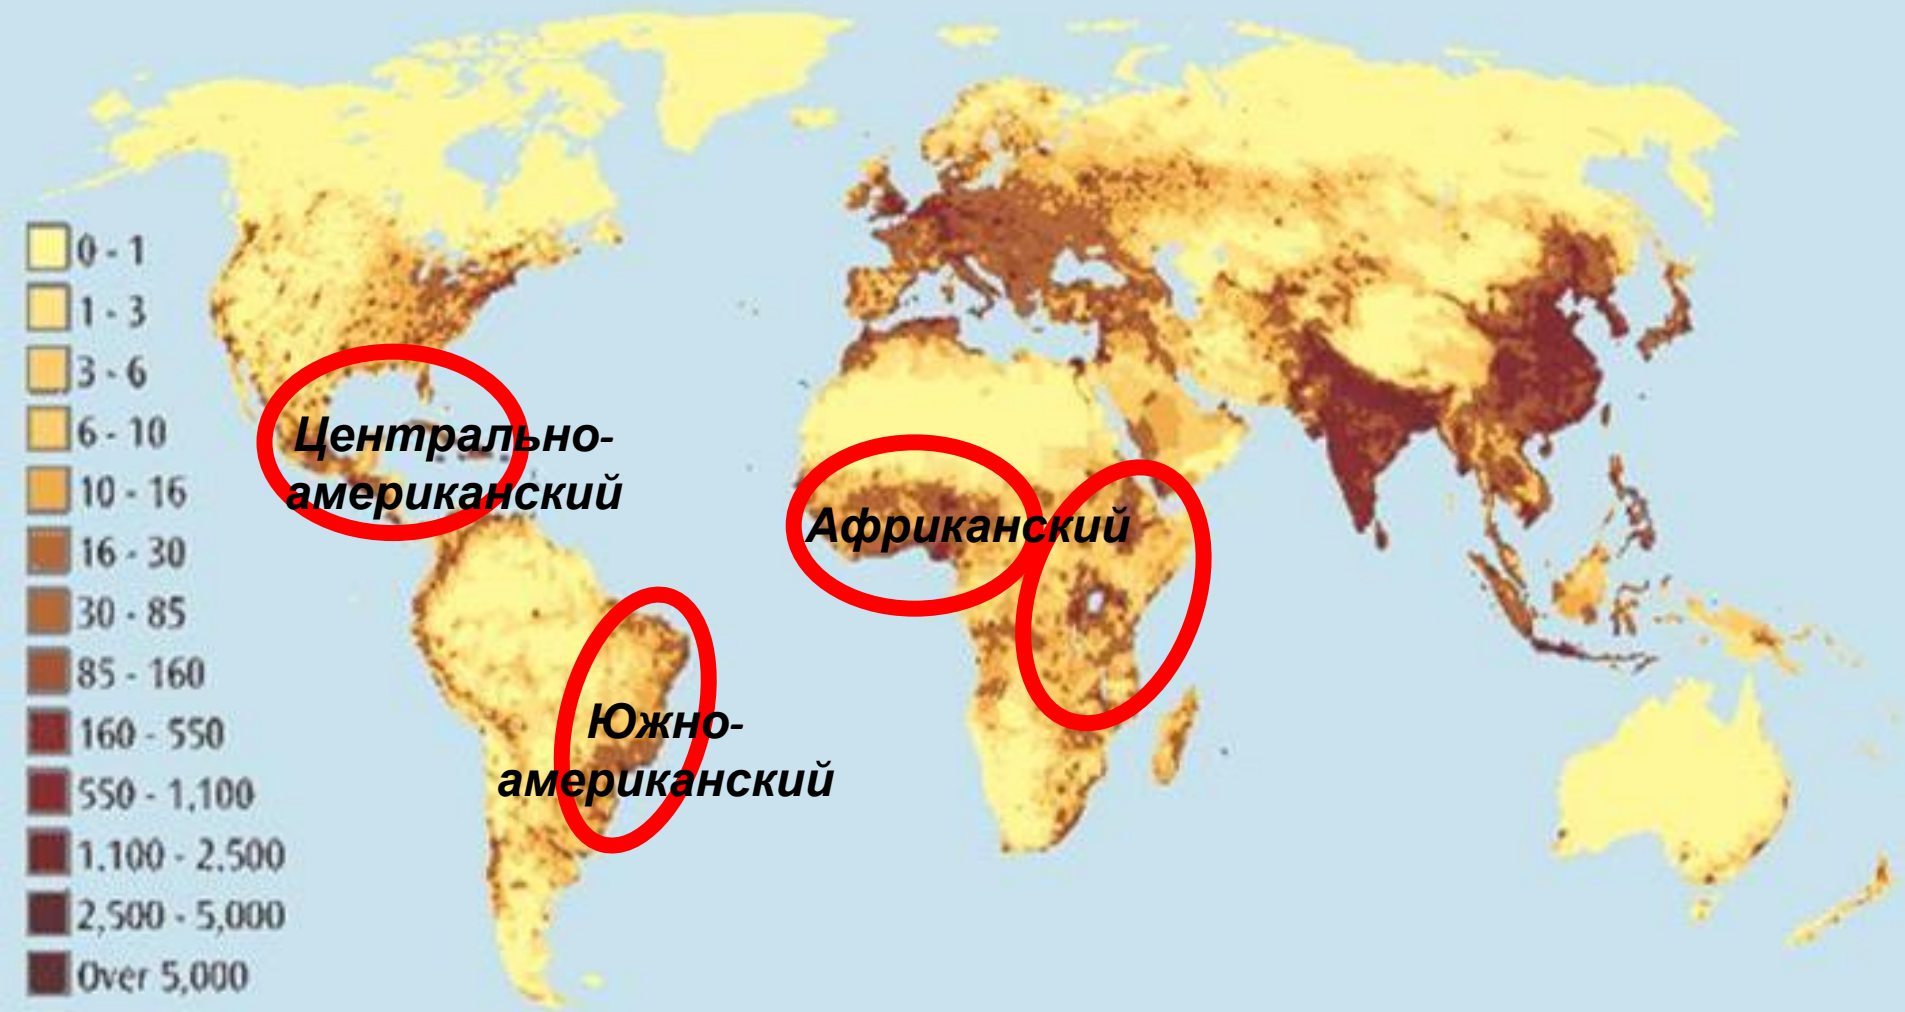 0 - 1
1 - 3
3 - 6
6 - 10
10 - 16
16 - 30
30 - 85
85 - 160
160 - 550
550 - 1,100
1.100 - 2.500
2,500 - 5,000
Over 5,000
Центрально-
американский
Африканский
Южно-
американский